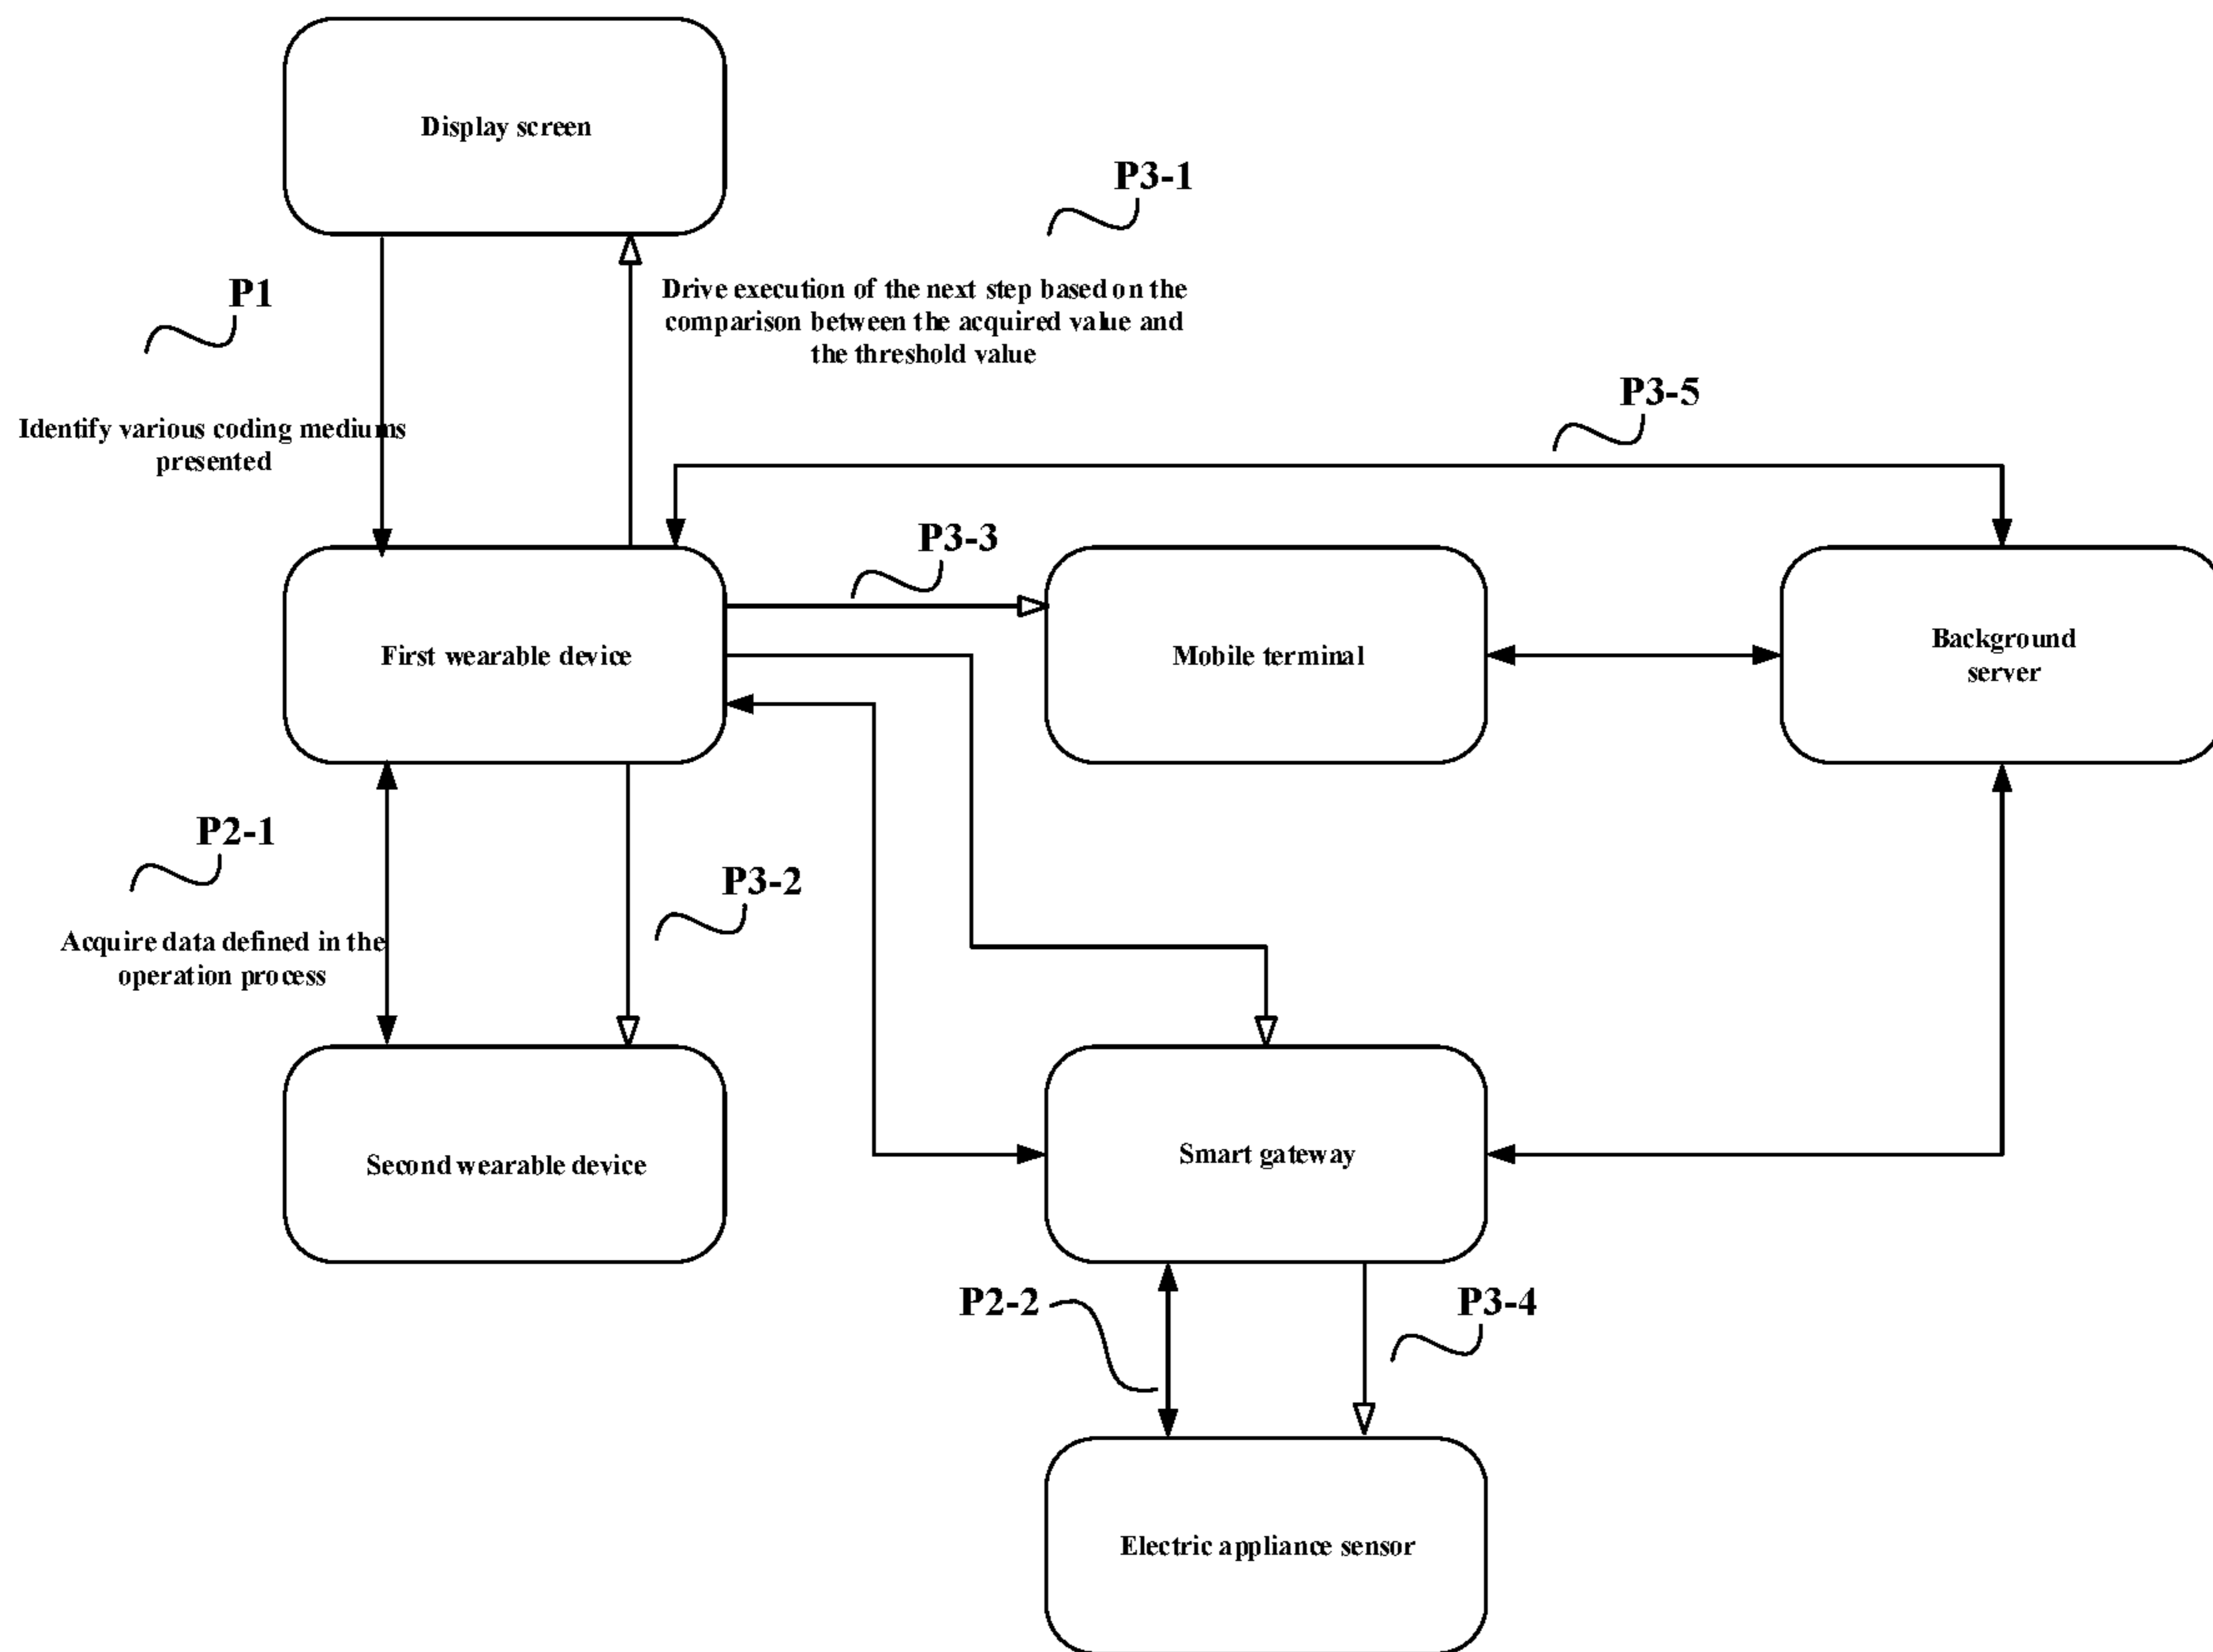 Display screen
P3-1
P1
Drive execution of the next step based on the
comparison between the acquired value and
the threshold value
P3-5
Identify various coding mediums
presented
P3-3
First wearable device
Mobile terminal
Background
server
P2-1
P3-2
Acquire data defined in the
operation process
Second wearable device
Smart gateway
P2-2
P3-4
Electric appliance sensor